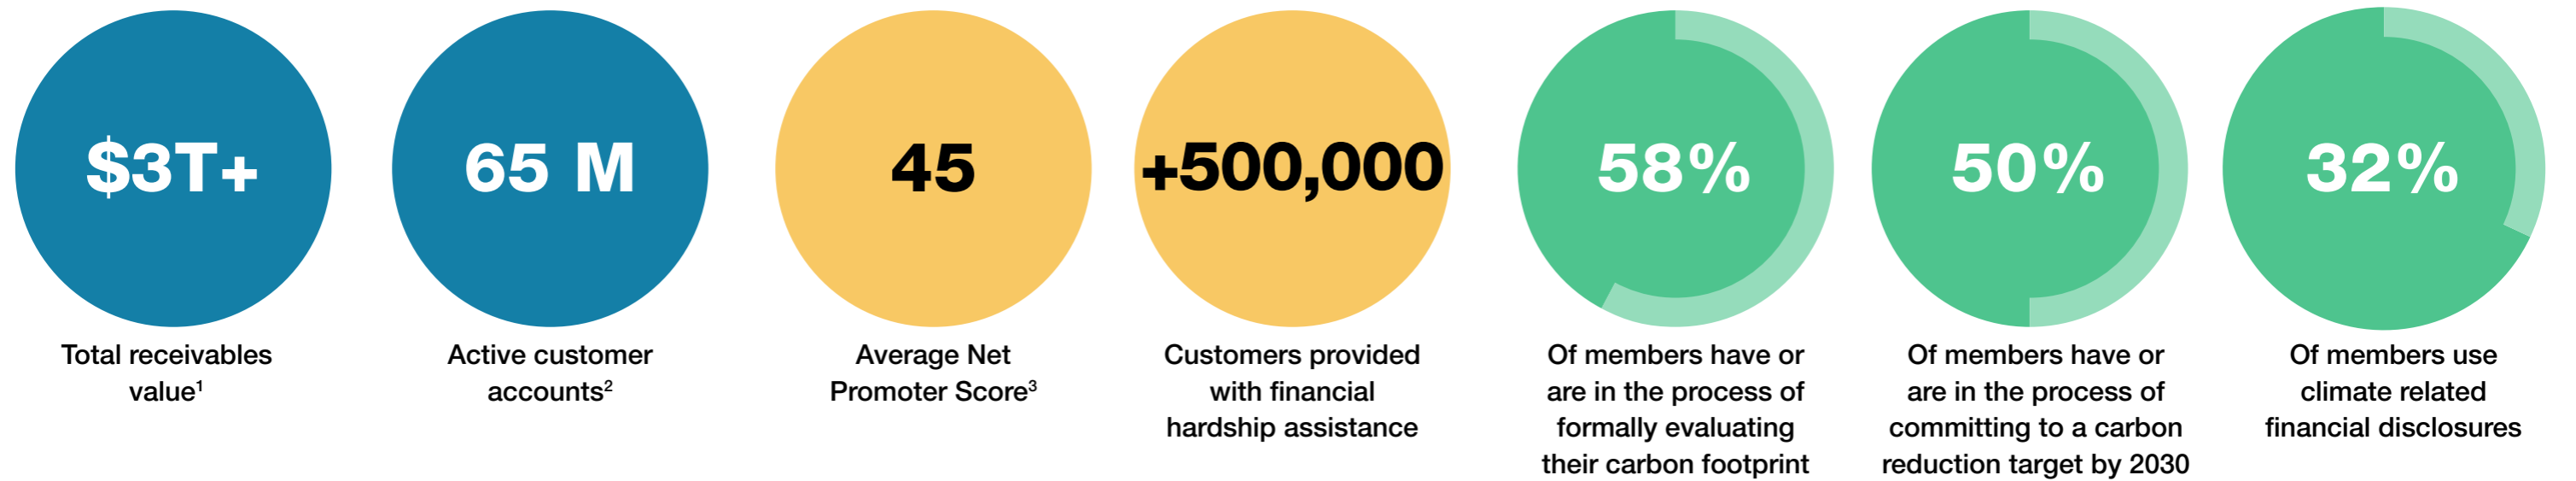 $3T+
Total receivables
value¹
65 M
Active customer
accounts²
45
Average Net
Promoter Score³
+500,000
Customers provided
with financial
hardship assistance
58%
Of members have or
are in the process of
formally evaluating
their carbon footprint
50%
Of members have or
are in the process of
committing to a carbon
reduction target by 2030
32%
Of members use
climate related
financial disclosures